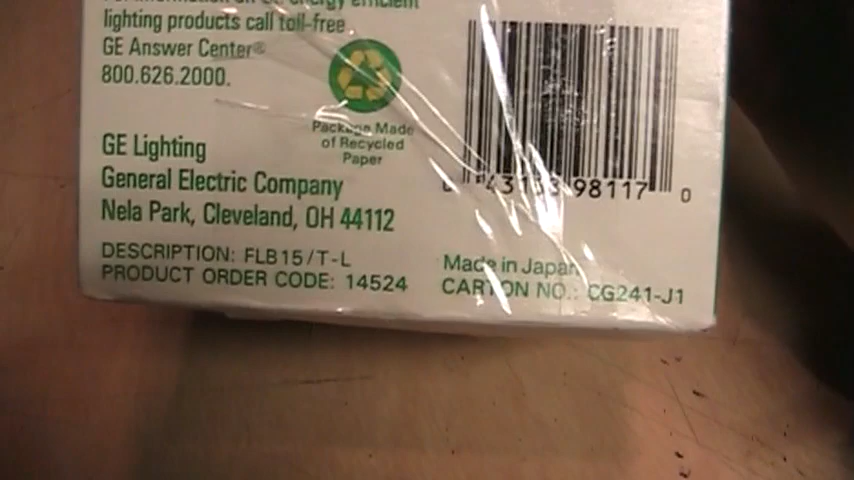 lighting products call toll-free
GE Answer Center®
800.626.2000.
Package Made
of Recycled
Paper
GE Lighting
General Electric Company
Nela Park, Cleveland, OH 44112
DESCRIPTION: FLB15/T-L
PRODUCT ORDER CODE: 14524
98117 0
Made in Japan
CARTON NO.: CG241-J1